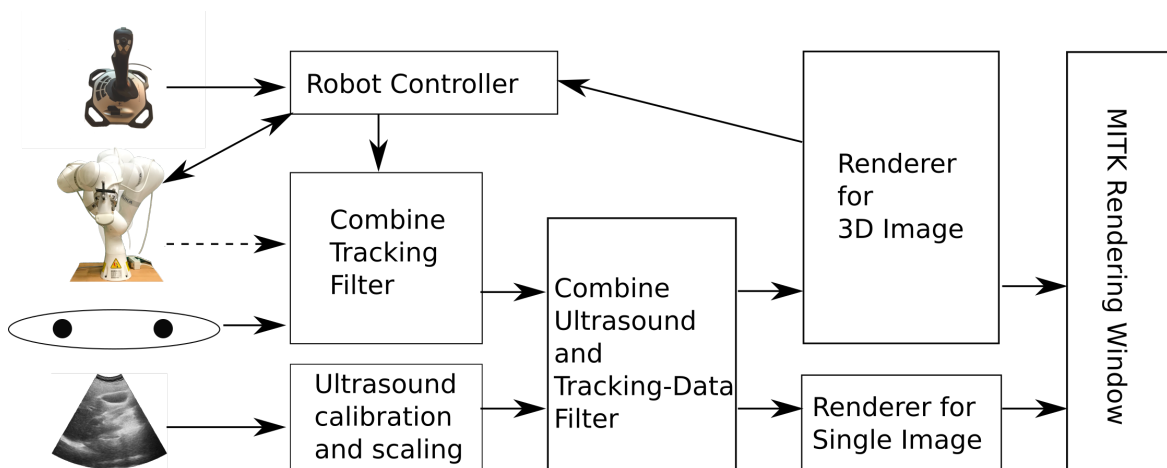 Robot Controller
Combine
Tracking
Filter
Ultrasound
calibration
and scaling
Combine
Ultrasound
and
Tracking-Data
Filter
Renderer
for
3D Image
Renderer for
Single Image
MITK Rendering Window